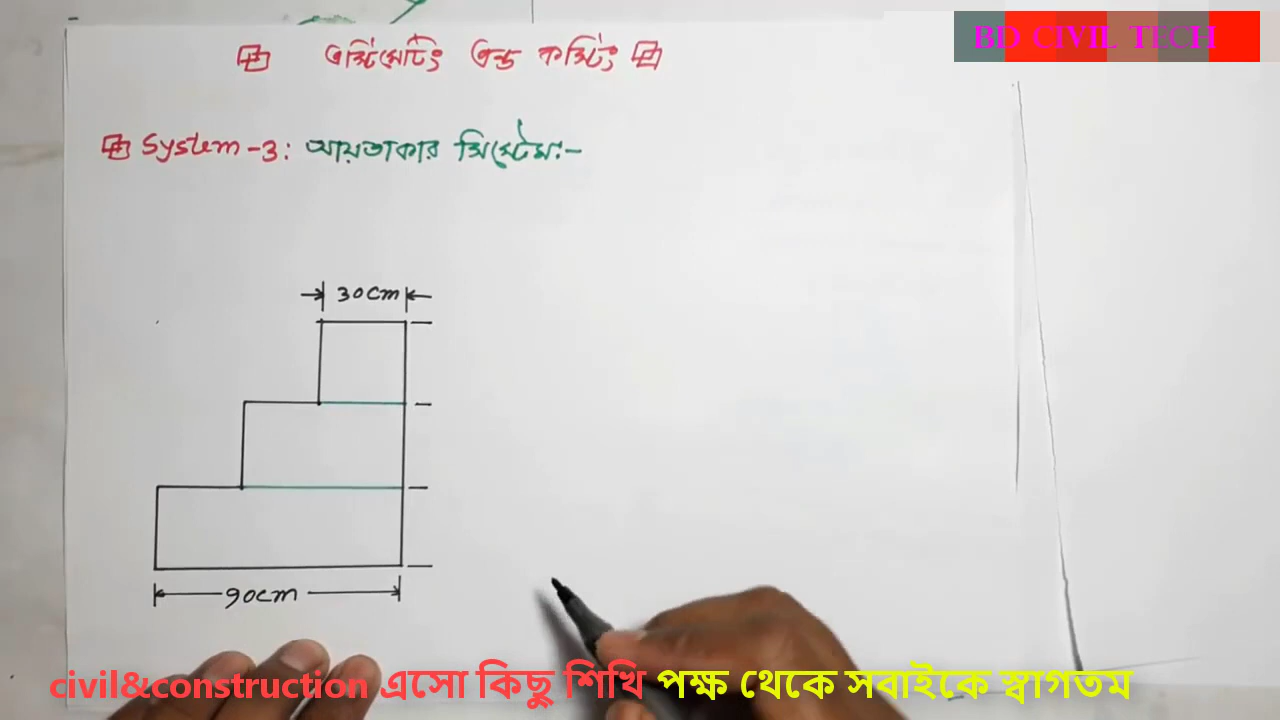 BD CIVIL TECH
এস্টিমেটিং এন্ড কস্টিং
System-3: আয়তাকার সিস্টেম:-
30cm
90cm
civil&construction এসো কিছু শিখি পক্ষ থেকে সবাইকে স্বাগতম